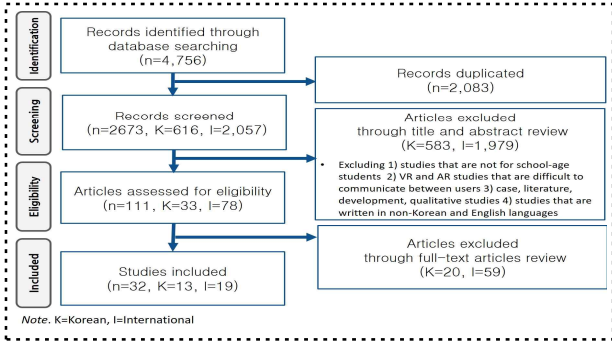 Identification
Records identified through
database searching
(n=4,756)
Records duplicated
(n=2,083)
Screening
Records screened
(n=2673, K=616, I=2,057)
Articles excluded
through title and abstract review
(K=583, I=1,979)
• Excluding 1) studies that are not for school-age
students 2) VR and AR studies that are difficult to
communicate between users 3) case, literature,
development, qualitative studies 4) studies that are
written in non-Korean and English languages
Eligibility
Articles assessed for eligibility
(n=111, K=33, I=78)
Articles excluded
through full-text articles review
(K=20, I=59)
Included
Studies included
(n=32, K=13, I=19)
Note. K=Korean, I=International